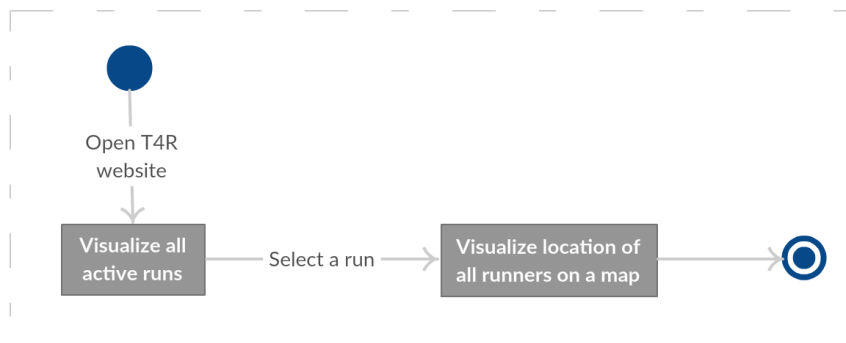 Open T4R
website
Visualize all
active runs
Select a run
Visualize location of
all runners on a map